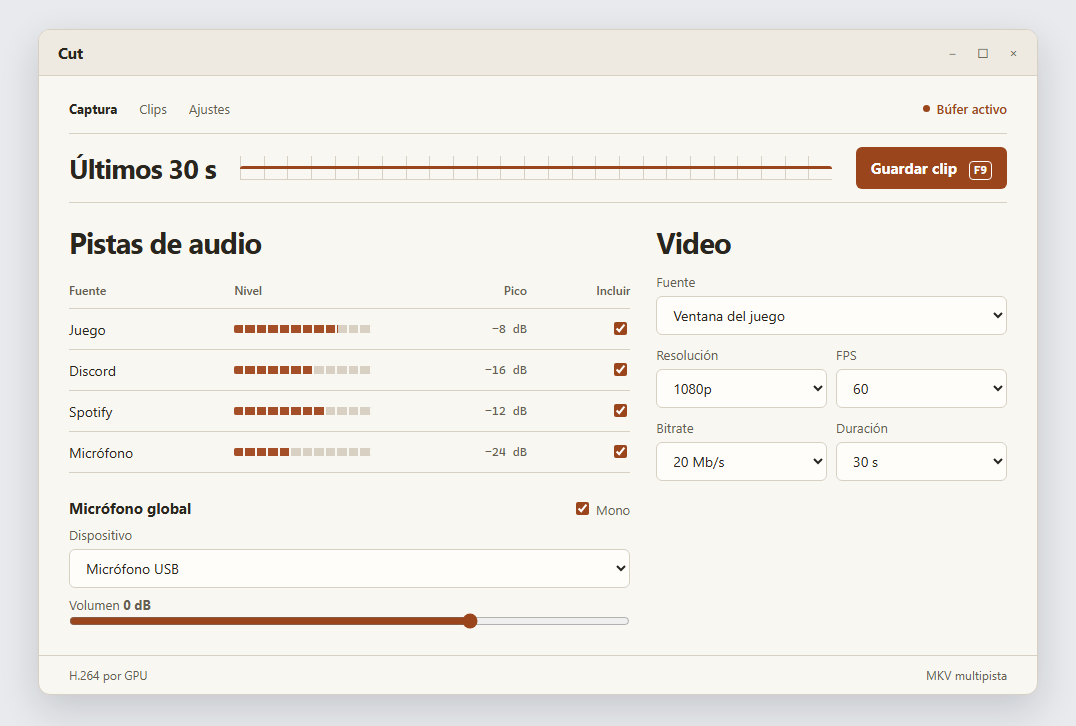 Cut
Captura Clips Ajustes Búfer activo
Últimos 30 s Guardar clip F9
Pistas de audio
Fuente Nivel Pico Incluir
Juego −8 dB
Discord −16 dB
Spotify −12 dB
Micrófono −24 dB
Micrófono global Mono
Dispositivo
Micrófono USB
Volumen 0 dB
Video
Fuente
Ventana del juego
Resolución FPS
1080p 60
Bitrate Duración
20 Mb/s 30 s
H.264 por GPU MKV multipista